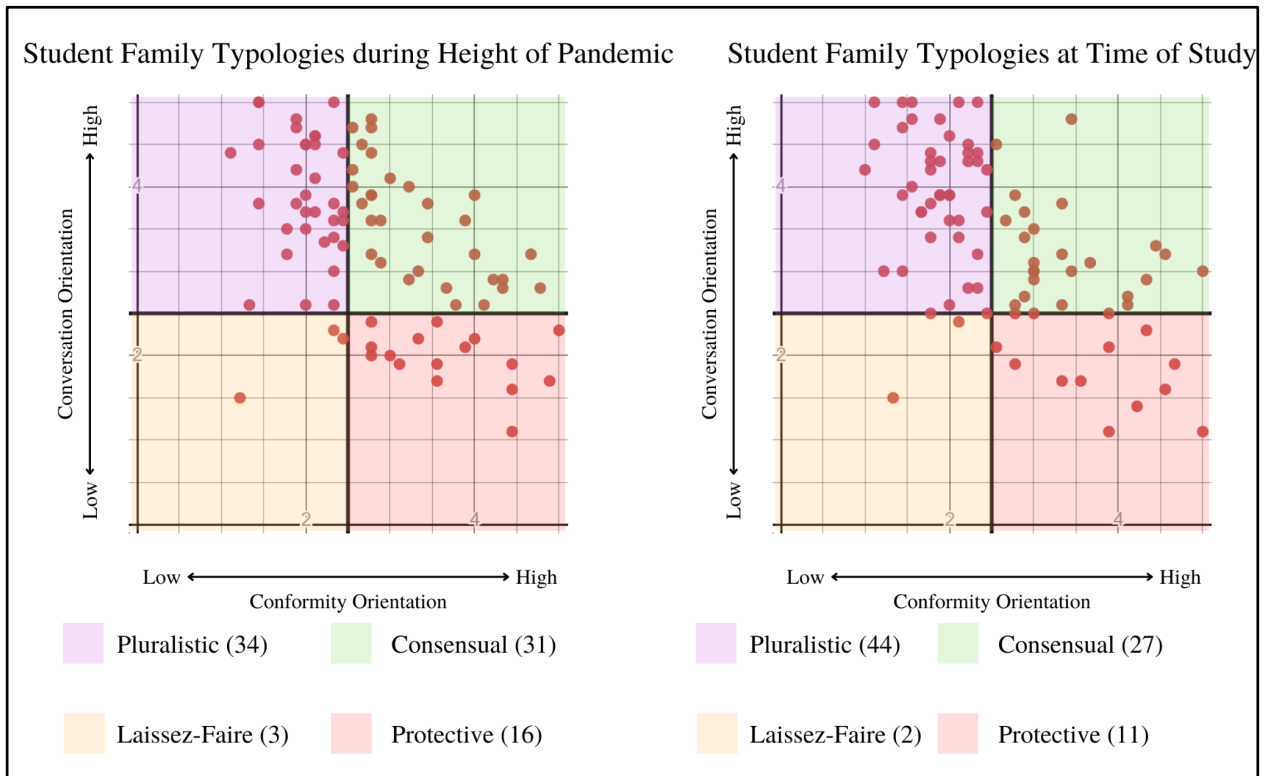 Student Family Typologies during Height of Pandemic
High
Conversation Orientation
Low
4
2
2
4
Low
High
Conformity Orientation
Pluralistic (34)
Consensual (31)
Laissez-Faire (3)
Protective (16)
Student Family Typologies at Time of Study
High
Conversation Orientation
Low
4
2
2
4
Low
High
Conformity Orientation
Pluralistic (44)
Consensual (27)
Laissez-Faire (2)
Protective (11)